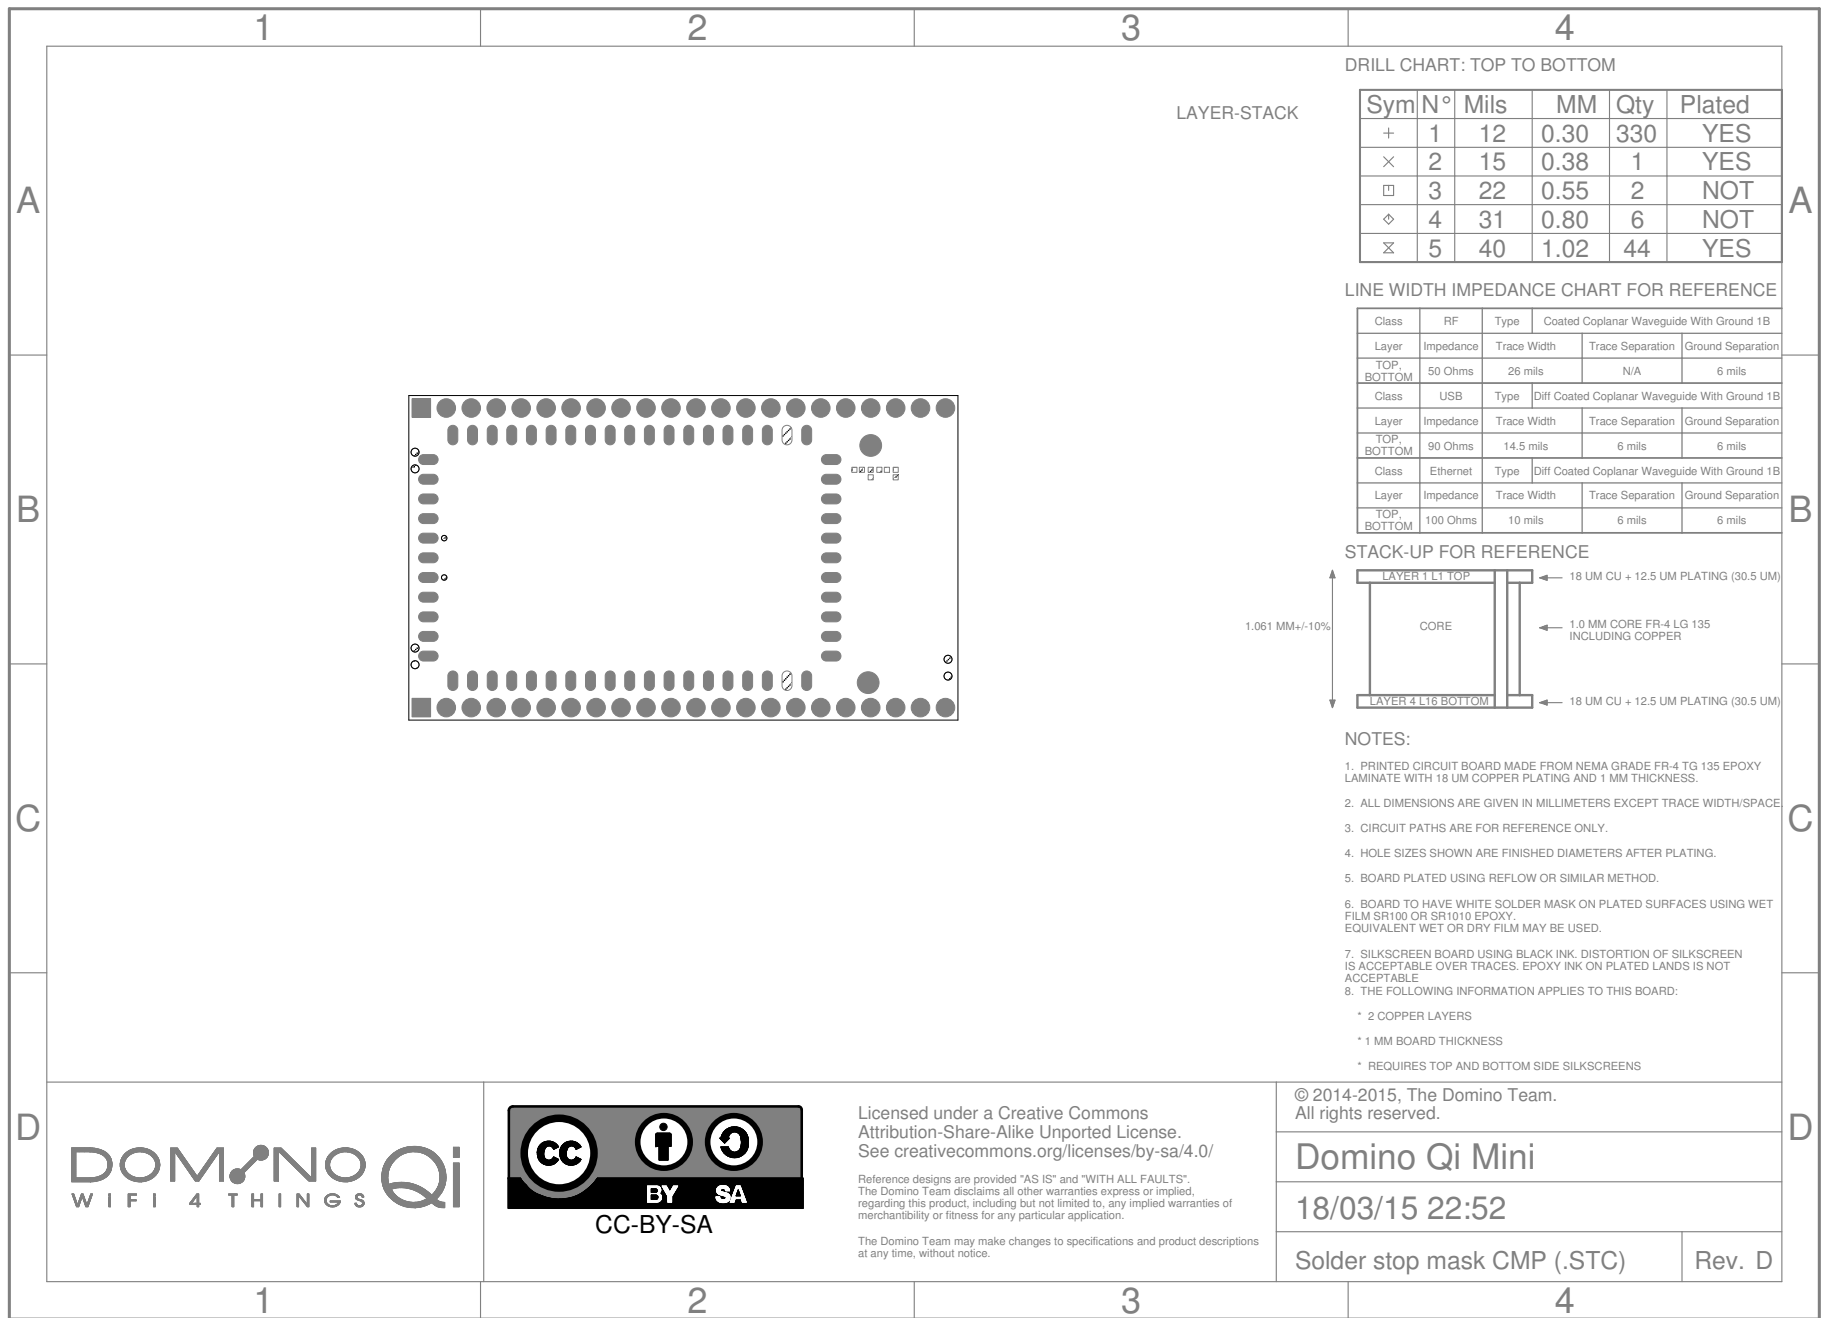 1 2 3 4
A
B
C
D
A
B
C
D
LAYER-STACK
DRILL CHART: TOP TO BOTTOM
Sym N° Mils MM Qty Plated
+ 1 12 0.30 330 YES
× 2 15 0.38 1 YES
3 22 0.55 2 NOT
4 31 0.80 6 NOT
5 40 1.02 44 YES
LINE WIDTH IMPEDANCE CHART FOR REFERENCE
Class RF Type Coated Coplanar Waveguide With Ground 1B
Layer Impedance Trace Width Trace Separation Ground Separation
TOP, BOTTOM 50 Ohms 26 mils N/A 6 mils
Class USB Type Diff Coated Coplanar Waveguide With Ground 1B
Layer Impedance Trace Width Trace Separation Ground Separation
TOP, BOTTOM 90 Ohms 14.5 mils 6 mils 6 mils
Class Ethernet Type Diff Coated Coplanar Waveguide With Ground 1B
Layer Impedance Trace Width Trace Separation Ground Separation
TOP, BOTTOM 100 Ohms 10 mils 6 mils 6 mils
STACK-UP FOR REFERENCE
LAYER 1 L1 TOP
18 UM CU + 12.5 UM PLATING (30.5 UM)
1.061 MM+/-10%
CORE
1.0 MM CORE FR-4 LG 135
INCLUDING COPPER
LAYER 4 L16 BOTTOM
18 UM CU + 12.5 UM PLATING (30.5 UM)
NOTES:
1. PRINTED CIRCUIT BOARD MADE FROM NEMA GRADE FR-4 TG 135 EPOXY
LAMINATE WITH 18 UM COPPER PLATING AND 1 MM THICKNESS.
2. ALL DIMENSIONS ARE GIVEN IN MILLIMETERS EXCEPT TRACE WIDTH/SPACE
3. CIRCUIT PATHS ARE FOR REFERENCE ONLY.
4. HOLE SIZES SHOWN ARE FINISHED DIAMETERS AFTER PLATING.
5. BOARD PLATED USING REFLOW OR SIMILAR METHOD.
6. BOARD TO HAVE WHITE SOLDER MASK ON PLATED SURFACES USING WET
FILM SR100 OR SR1010 EPOXY.
EQUIVALENT WET OR DRY FILM MAY BE USED.
7. SILKSCREEN BOARD USING BLACK INK. DISTORTION OF SILKSCREEN
IS ACCEPTABLE OVER TRACES. EPOXY INK ON PLATED LANDS IS NOT
ACCEPTABLE
8. THE FOLLOWING INFORMATION APPLIES TO THIS BOARD:
* 2 COPPER LAYERS
* 1 MM BOARD THICKNESS
* REQUIRES TOP AND BOTTOM SIDE SILKSCREENS
DOMINO Qi
WIFI 4 THINGS
cc
BY SA
CC-BY-SA
Licensed under a Creative Commons
Attribution-Share-Alike Unported License.
See creativecommons.org/licenses/by-sa/4.0/
Reference designs are provided "AS IS" and "WITH ALL FAULTS".
The Domino Team disclaims all other warranties express or implied,
regarding this product, including but not limited to, any implied warranties of
merchantibility or fitness for any particular application.
The Domino Team may make changes to specifications and product descriptions
at any time, without notice.
© 2014-2015, The Domino Team.
All rights reserved.
Domino Qi Mini
18/03/15 22:52
Solder stop mask CMP (.STC) Rev. D
1 2 3 4